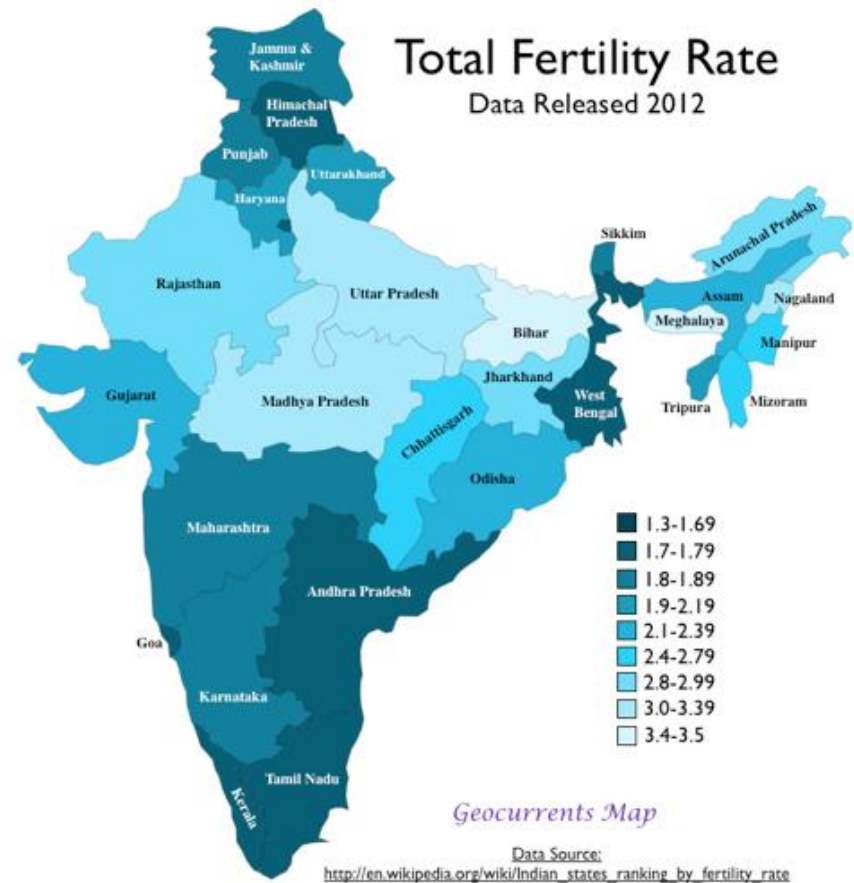 Total Fertility Rate
Data Released 2012
Jammu &
Kashmir
Himachal
Pradesh
Punjab
Uttarakhand
Haryana
Rajasthan
Uttar Pradesh
Bihar
Sikkim
Arunachal Pradesh
Assam
Nagaland
Meghalaya
Manipur
Mizoram
Tripura
Gujarat
Madhya Pradesh
Jharkhand
West
Bengal
Chhattisgarh
Odisha
Maharashtra
Andhra Pradesh
Goa
Karnataka
Tamil Nadu
Kerala
1.3-1.69
1.7-1.79
1.8-1.89
1.9-2.19
2.1-2.39
2.4-2.79
2.8-2.99
3.0-3.39
3.4-3.5
Geocurrents Map
Data Source:
http://en.wikipedia.org/wiki/Indian_states_ranking_by_fertility_rate